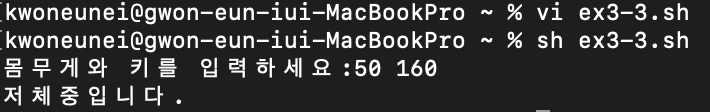 kwoneunei@gwon-eun-iui-MacBookPro ~ % vi ex3-3.sh
kwoneunei@gwon-eun-iui-MacBookPro ~ % sh ex3-3.sh
몸무게와 키를 입력하세요:50 160
저체중입니다.